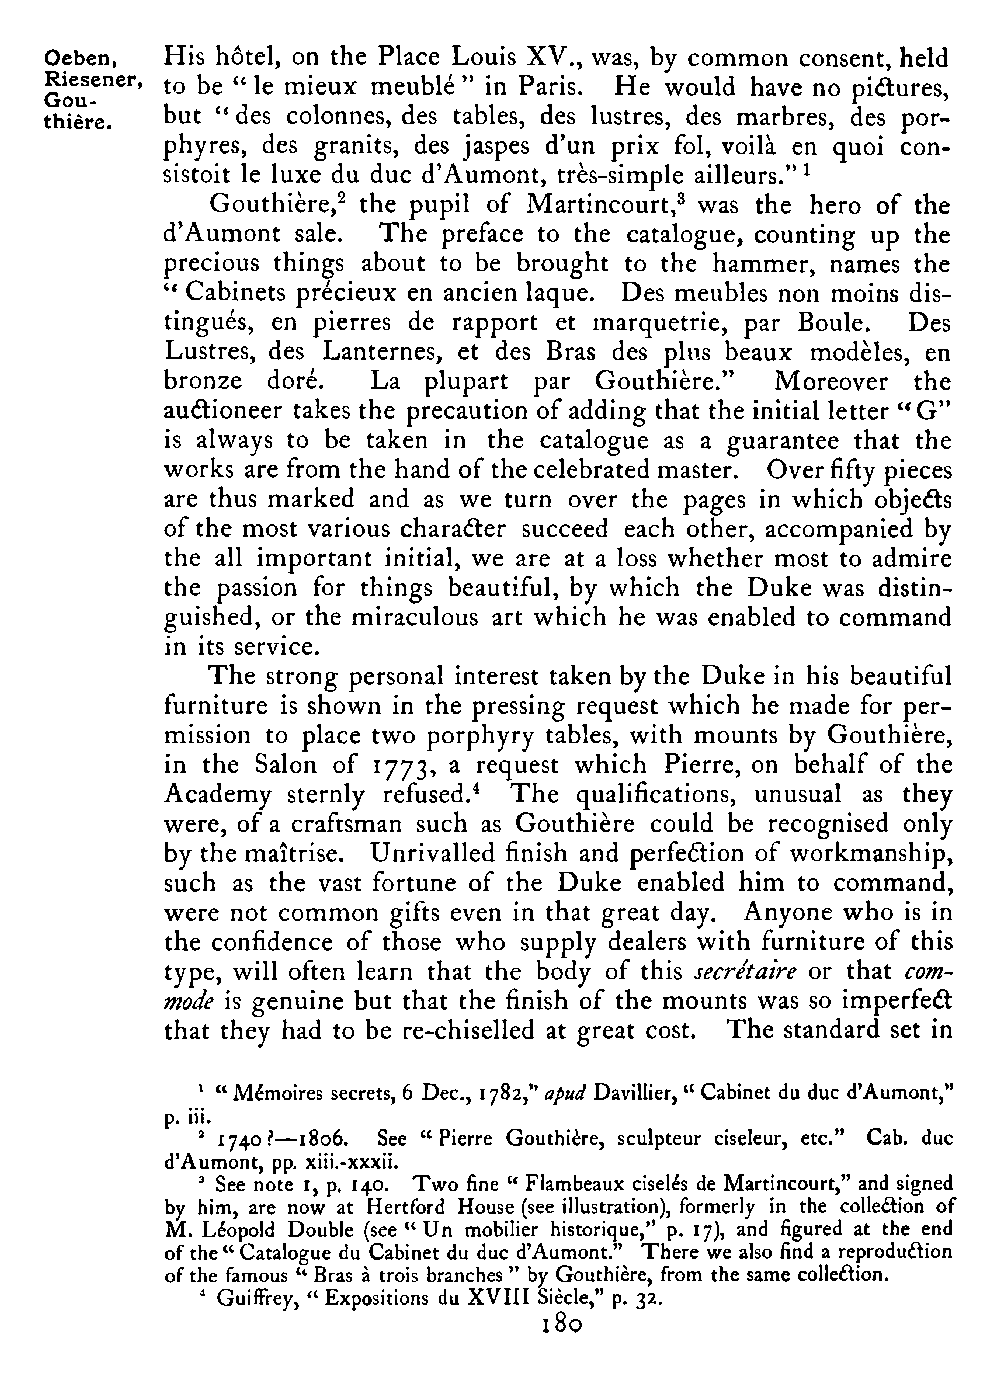 Oeben,
Riesener,
Gou-
thière.
His hôtel, on the Place Louis XV., was, by common consent, held
to be “ le mieux meublé ” in Paris. He would have no pictures,
but “ des colonnes, des tables, des lustres, des marbres, des por-
phyres, des granits, des jaspes d’un prix fol, voilà en quoi con-
sistoit le luxe du duc d’Aumont, très-simple ailleurs.” ¹
Gouthière,² the pupil of Martincourt,³ was the hero of the
d’Aumont sale. The preface to the catalogue, counting up the
precious things about to be brought to the hammer, names the
“ Cabinets précieux en ancien laque. Des meubles non moins dis-
tingués, en pierres de rapport et marquetrie, par Boule. Des
Lustres, des Lanternes, et des Bras des plus beaux modèles, en
bronze doré. La plupart par Gouthière.” Moreover the
auctioneer takes the precaution of adding that the initial letter “ G”
is always to be taken in the catalogue as a guarantee that the
works are from the hand of the celebrated master. Over fifty pieces
are thus marked and as we turn over the pages in which objects
of the most various character succeed each other, accompanied by
the all important initial, we are at a loss whether most to admire
the passion for things beautiful, by which the Duke was distin-
guished, or the miraculous art which he was enabled to command
in its service.
The strong personal interest taken by the Duke in his beautiful
furniture is shown in the pressing request which he made for per-
mission to place two porphyry tables, with mounts by Gouthière,
in the Salon of 1773, a request which Pierre, on behalf of the
Academy sternly refused.⁴ The qualifications, unusual as they
were, of a craftsman such as Gouthière could be recognised only
by the maîtrise. Unrivalled finish and perfection of workmanship,
such as the vast fortune of the Duke enabled him to command,
were not common gifts even in that great day. Anyone who is in
the confidence of those who supply dealers with furniture of this
type, will often learn that the body of this secrétaire or that com-
mode is genuine but that the finish of the mounts was so imperfect
that they had to be re-chiselled at great cost. The standard set in
¹ “ Mémoires secrets, 6 Dec., 1782,” apud Davillier, “ Cabinet du duc d’Aumont,”
p. iii.
² 1740 ?—1806. See “ Pierre Gouthière, sculpteur ciseleur, etc.” Cab. duc
d’Aumont, pp. xiii.-xxxii.
³ See note 1, p. 140. Two fine “ Flambeaux ciselés de Martincourt,” and signed
by him, are now at Hertford House (see illustration), formerly in the collection of
M. Léopold Double (see “ Un mobilier historique,” p. 17), and figured at the end
of the “ Catalogue du Cabinet du duc d’Aumont.” There we also find a reproduction
of the famous “ Bras à trois branches ” by Gouthière, from the same collection.
⁴ Guiffrey, “ Expositions du XVIII Siècle,” p. 32.
180